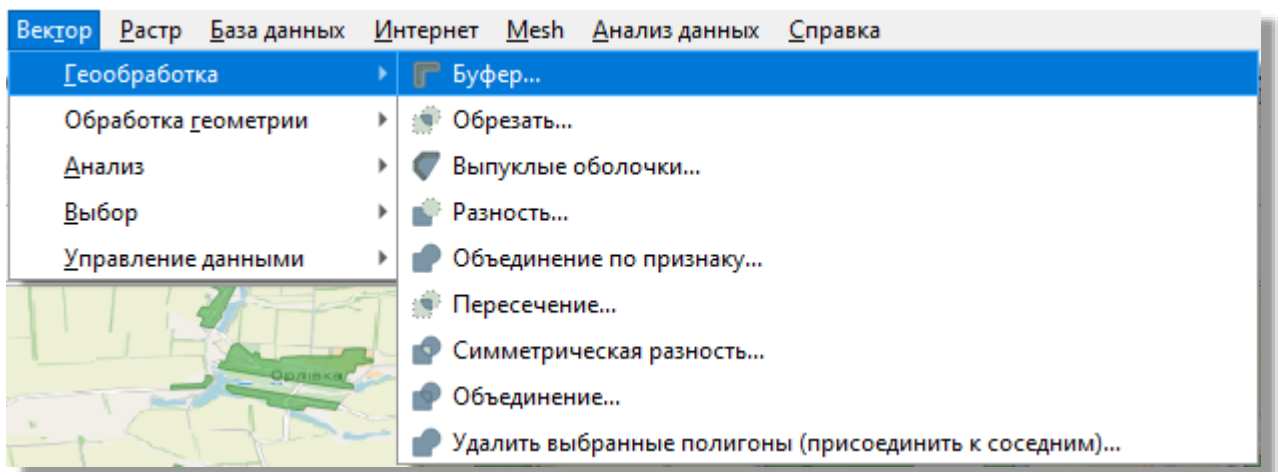 Вектор Растр База данных Интернет Mesh Анализ данных Справка
Геообработка
Обработка геометрии
Анализ
Выбор
Управление данными
Буфер...
Обрезать...
Выпуклые оболочки...
Разность...
Объединение по признаку...
Пересечение...
Симметрическая разность...
Объединение...
Удалить выбранные полигоны (присоединить к соседним)...
Орлівка